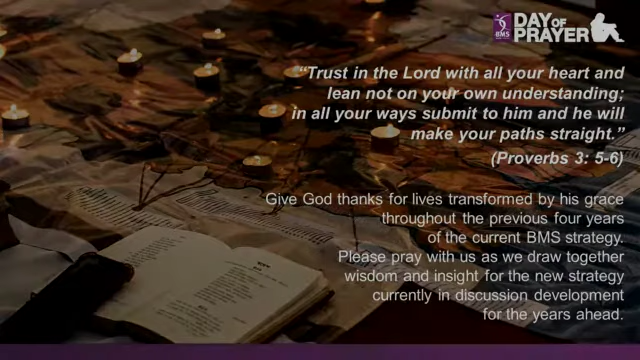 BMS
DAY OF
PRAYER
“Trust in the Lord with all your heart and
lean not on your own understanding;
in all your ways submit to him and he will
make your paths straight.”
(Proverbs 3: 5-6)
Give God thanks for lives transformed by his grace
throughout the previous four years
of the current BMS strategy.
Please pray with us as we draw together
wisdom and insight for the new strategy
currently in discussion development
for the years ahead.